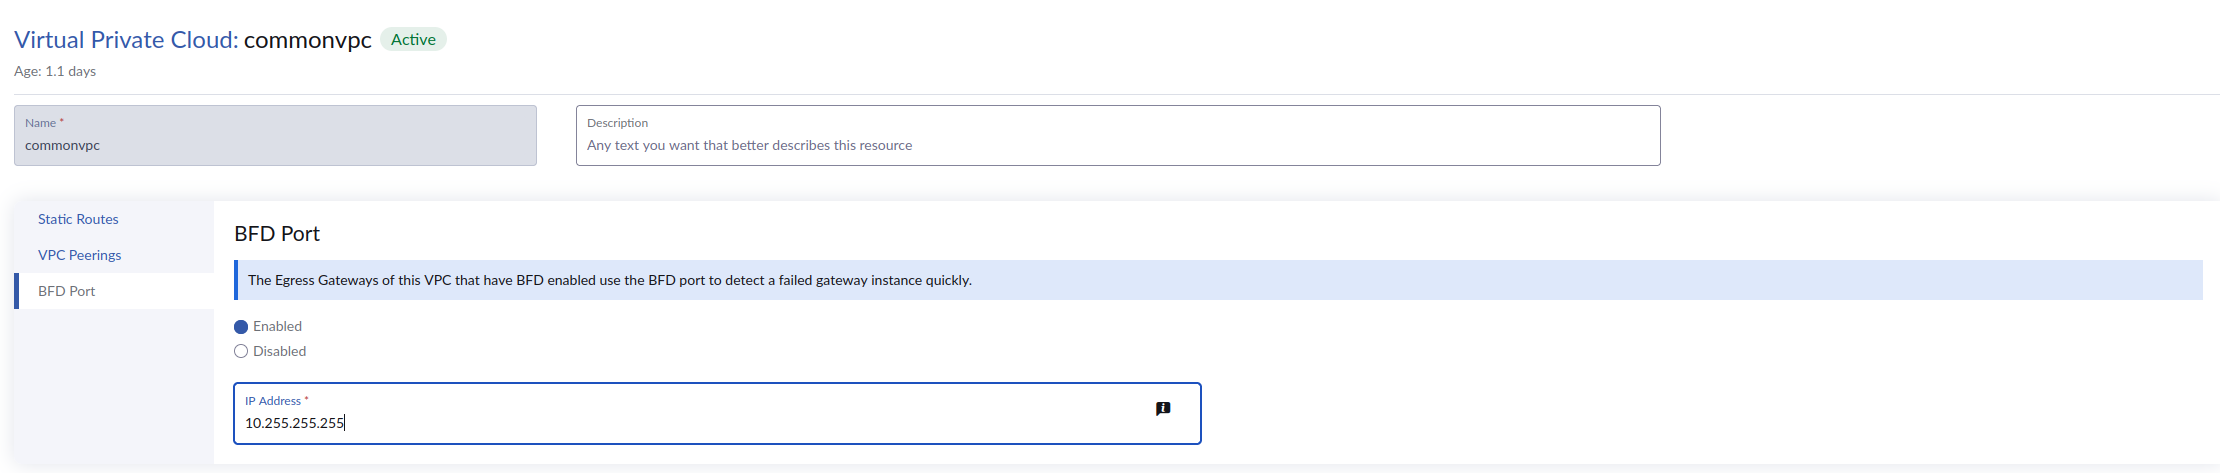 Virtual Private Cloud: commonvpc Active
Age: 1.1 days
Name *
commonvpc
Description
Any text you want that better describes this resource
Static Routes
VPC Peerings
BFD Port
BFD Port
The Egress Gateways of this VPC that have BFD enabled use the BFD port to detect a failed gateway instance quickly.
Enabled
Disabled
IP Address *
10.255.255.255